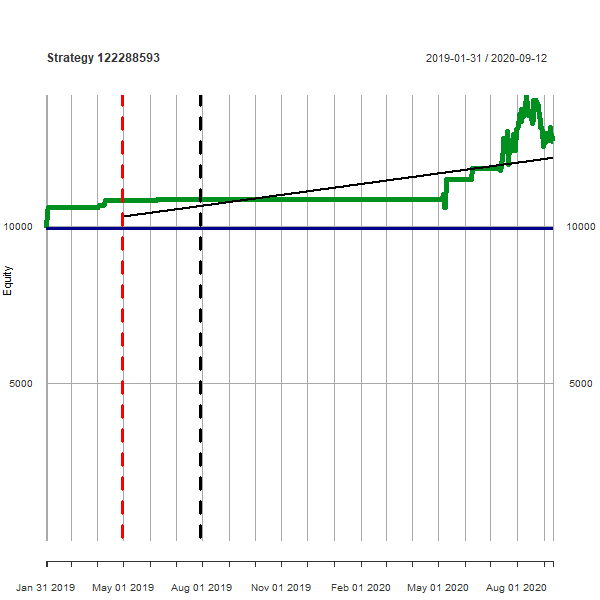 Strategy 122288593
2019-01-31 / 2020-09-12
10000
10000
Equity
5000
5000
Jan 31 2019
May 01 2019
Aug 01 2019
Nov 01 2019
Feb 01 2020
May 01 2020
Aug 01 2020